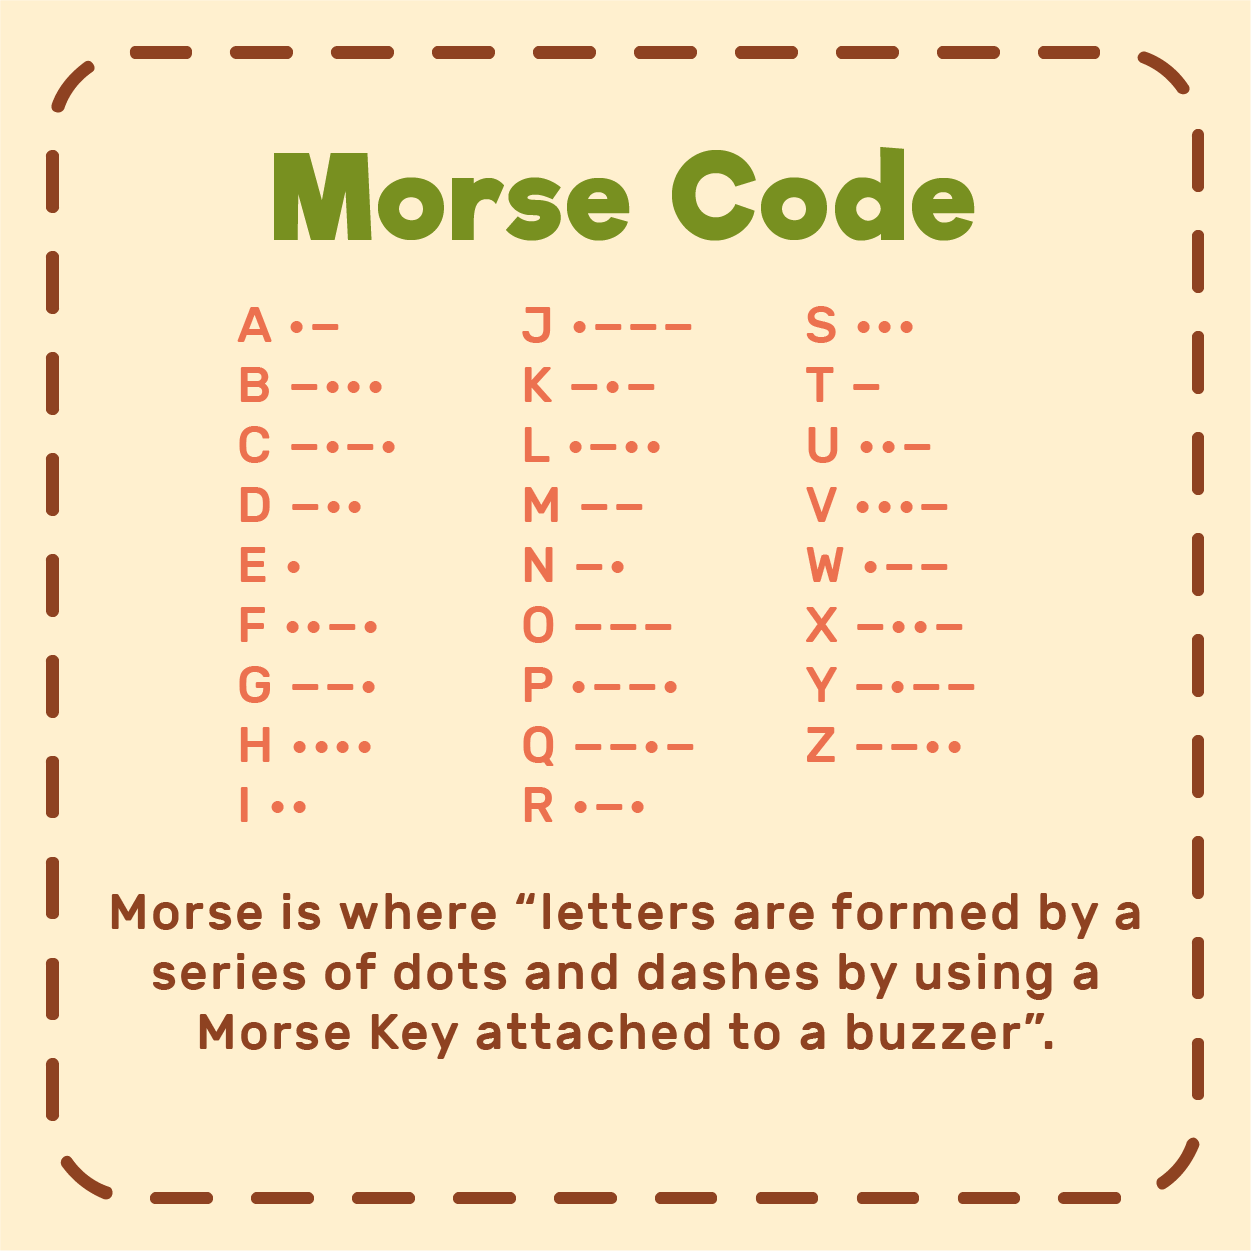 Morse Code
A •–
B –•••
C –•–•
D –••
E •
F ••–•
G ––•
H ••••
I ••
J •–––
K –•–
L •–••
M ––
N –•
O –––
P •––•
Q ––•–
R •–•
S •••
T –
U ••–
V •••–
W •––
X –••–
Y –•––
Z ––••
Morse is where “letters are formed by a
series of dots and dashes by using a
Morse Key attached to a buzzer”.